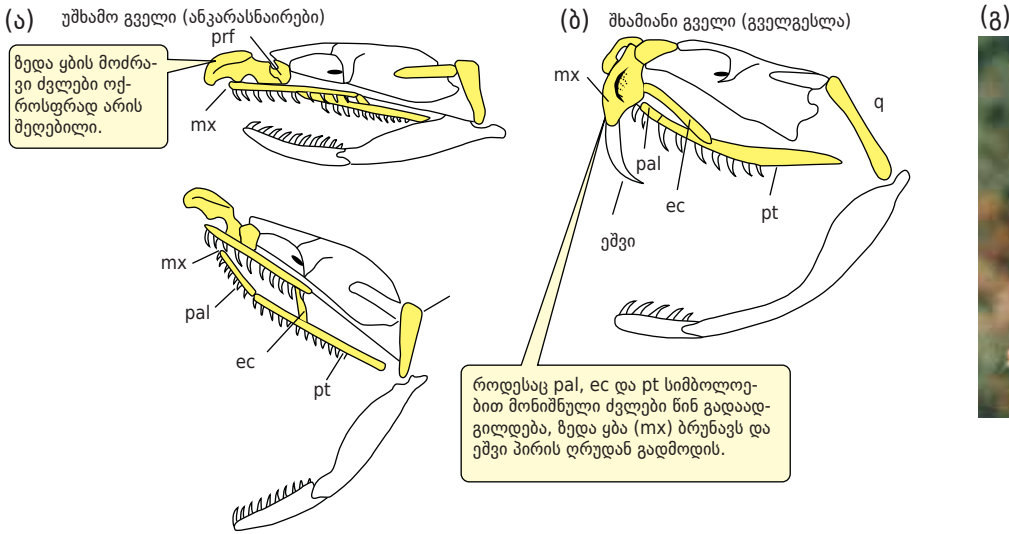 (ა) უშხამო გველი (ანკარასნაირები)
prf
ზედა ყბის მოძრა-
ვი ძვლები ოქ-
როსფრად არის
შეღებილი.
mx
mx
pal
ec
pt
(ბ) შხამიანი გველი (გველგესლა)
mx
q
pal
ec
pt
ეშვი
როდესაც pal, ec და pt სიმბოლოე-
ბით მონიშნული ძვლები წინ გადაად-
გილდება, ზედა ყბა (mx) ბრუნავს და
ეშვი პირის ღრუდან გადმოდის.
(გ)